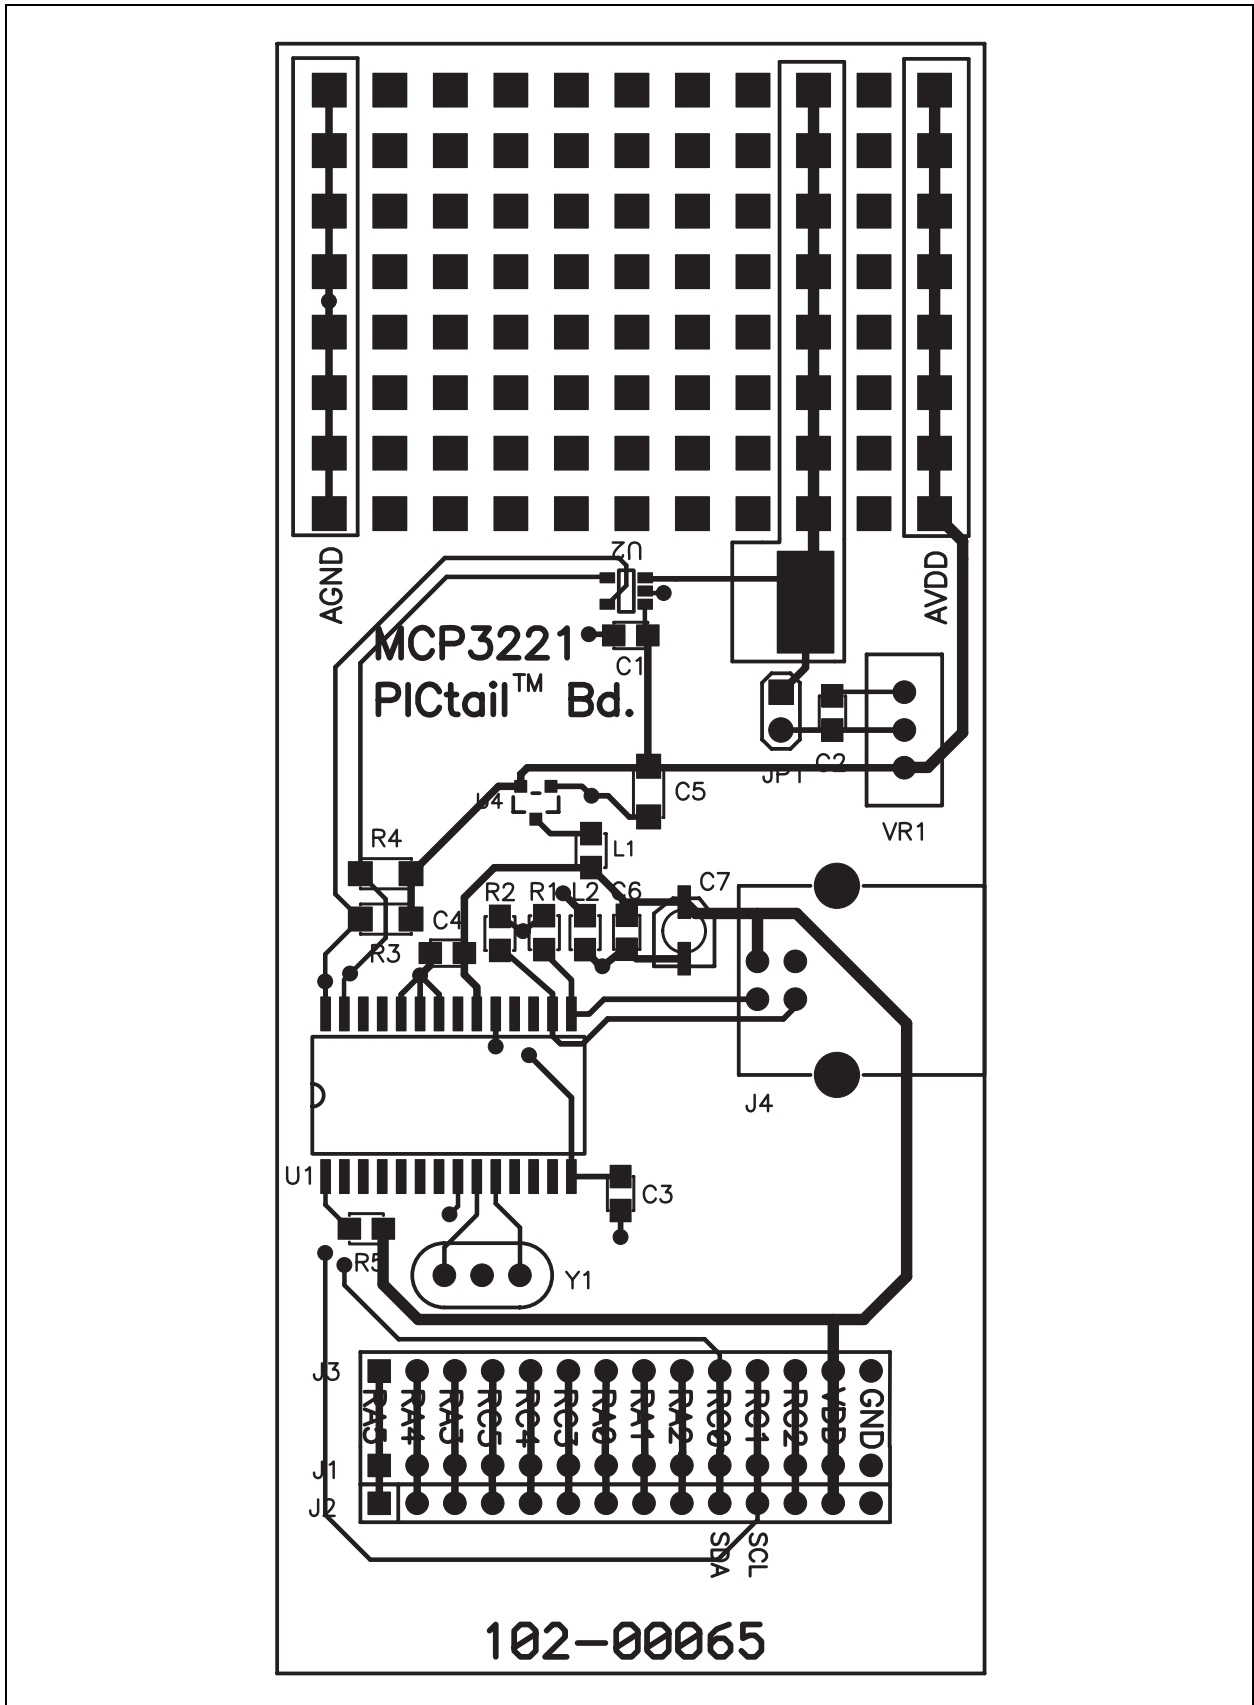 U2
AGND
AVDD
MCP3221
C1
PICtail™ Bd.
JP1
C2
U4
C5
VR1
R4
L1
R2
R1
L2
C6
C7
C4
R3
J4
U1
C3
R5
Y1
J3
RA5
RA4
RA3
RC5
RC4
RC3
RA0
RA1
RA2
RC0
RC1
RC2
VDD
GND
J1
J2
SDA
SCL
102-00065